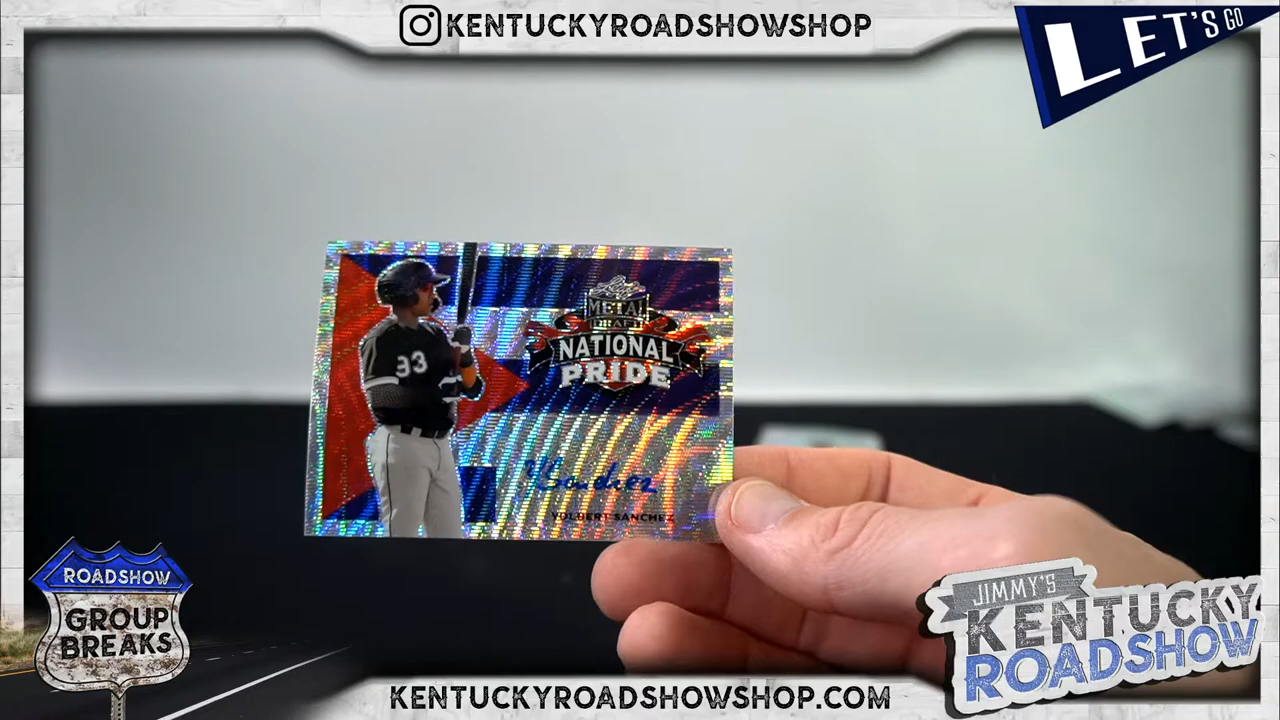 KENTUCKYROADSHOWSHOP
LET'S GO
Leaf
METAL
DRAFT
NATIONAL
PRIDE
33
YSanchez
YOLBERT SANCHEZ
ROADSHOW
GROUP
BREAKS
JIMMY'S
KENTUCKY
ROADSHOW
KENTUCKYROADSHOWSHOP.COM